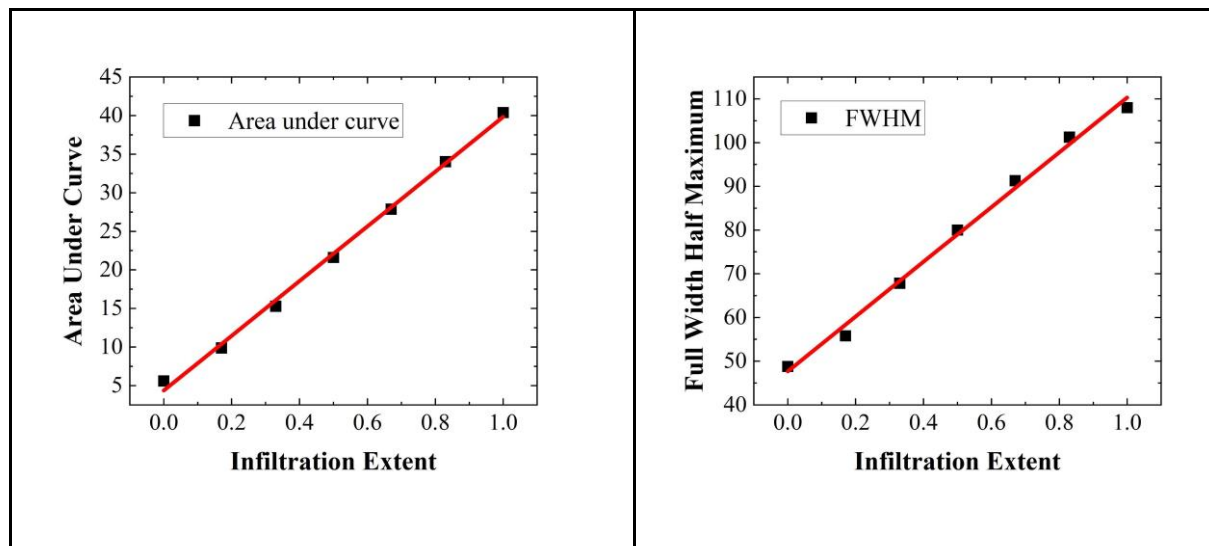 45
40
35
30
25
20
15
10
5
Area Under Curve
Area under curve
0.0 0.2 0.4 0.6 0.8 1.0
Infiltration Extent
110
100
90
80
70
60
50
40
Full Width Half Maximum
FWHM
0.0 0.2 0.4 0.6 0.8 1.0
Infiltration Extent